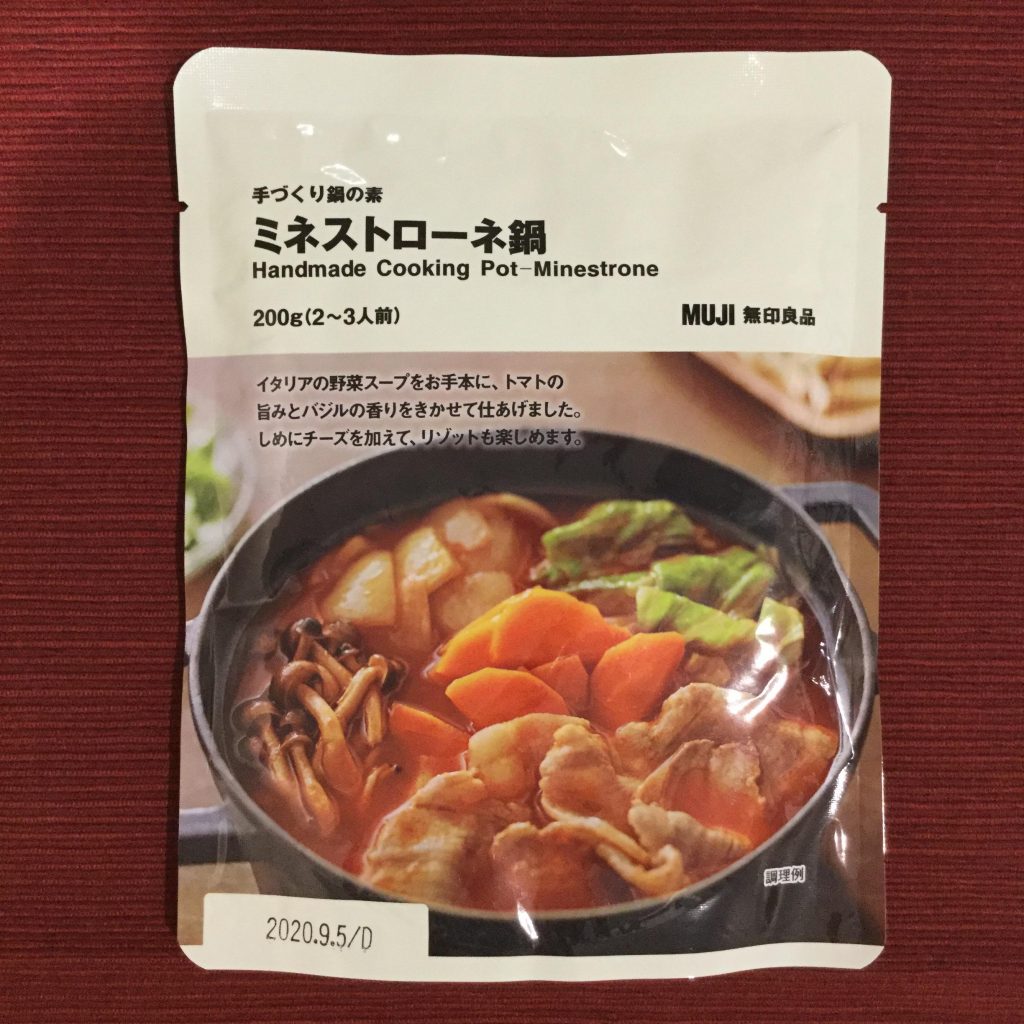 手づくり鍋の素
ミネストローネ鍋
Handmade Cooking Pot-Minestrone
200g(2〜3人前)
MUJI 無印良品
イタリアの野菜スープをお手本に、トマトの
旨みとバジルの香りをきかせて仕あげました。
しめにチーズを加えて、リゾットも楽しめます。
調理例
2020.9.5/D